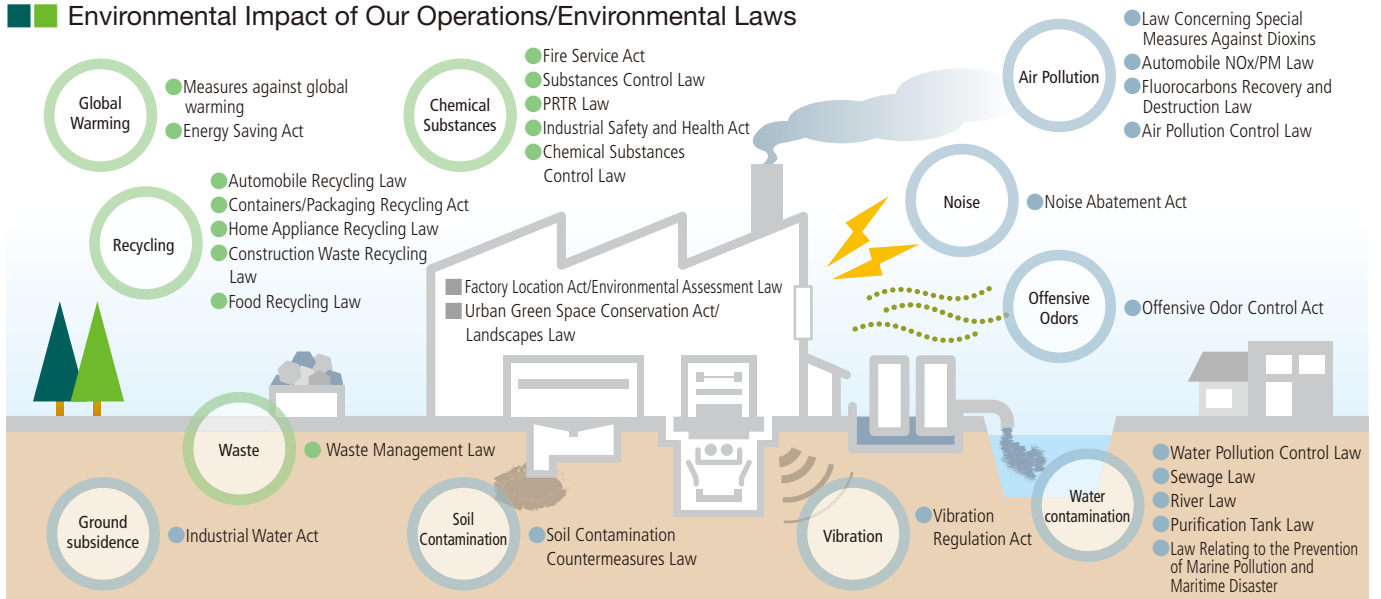 Environmental Impact of Our Operations/Environmental Laws
Global
Warming
Measures against global
warming
Energy Saving Act
Chemical
Substances
Fire Service Act
Substances Control Law
PRTR Law
Industrial Safety and Health Act
Chemical Substances
Control Law
Air Pollution
Law Concerning Special
Measures Against Dioxins
Automobile NOx/PM Law
Fluorocarbons Recovery and
Destruction Law
Air Pollution Control Law
Recycling
Automobile Recycling Law
Containers/Packaging Recycling Act
Home Appliance Recycling Law
Construction Waste Recycling
Law
Food Recycling Law
Noise
Noise Abatement Act
Factory Location Act/Environmental Assessment Law
Urban Green Space Conservation Act/
Landscapes Law
Offensive
Odors
Offensive Odor Control Act
Waste
Waste Management Law
Ground
subsidence
Industrial Water Act
Soil
Contamination
Soil Contamination
Countermeasures Law
Vibration
Vibration
Regulation Act
Water
contamination
Water Pollution Control Law
Sewage Law
River Law
Purification Tank Law
Law Relating to the Prevention
of Marine Pollution and
Maritime Disaster